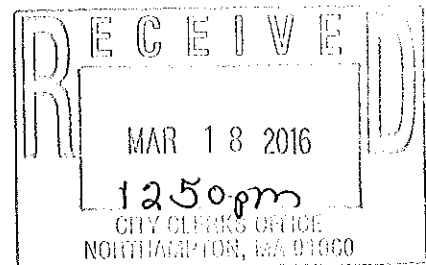 RECEIVED
MAR 18 2016
1250pm
CITY CLERKS OFFICE
NORTHAMPTON, MA 01060